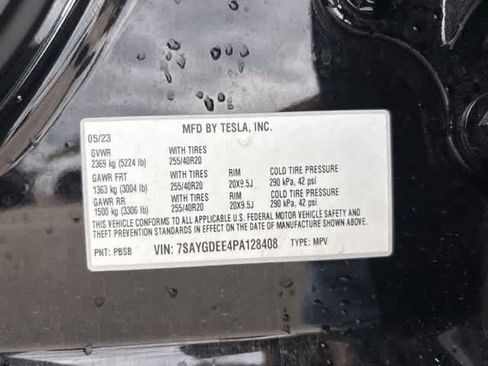 MFD BY TESLA, INC.
05/23
GVWR WITH TIRES
2369 kg (5224 lb) 255/40R20
GAWR FRT WITH TIRES RIM COLD TIRE PRESSURE
1363 kg (3004 lb) 255/40R20 20X9.5J 290 kPa, 42 psi
GAWR RR WITH TIRES RIM COLD TIRE PRESSURE
1500 kg (3306 lb) 255/40R20 20X9.5J 290 kPa, 42 psi
THIS VEHICLE CONFORMS TO ALL APPLICABLE U.S. FEDERAL MOTOR VEHICLE SAFETY AND
THEFT PREVENTION STANDARDS IN EFFECT ON THE DATE OF MANUFACTURE SHOWN ABOVE.
PNT: PBSB VIN: 7SAYGDEE4PA128408 TYPE: MPV